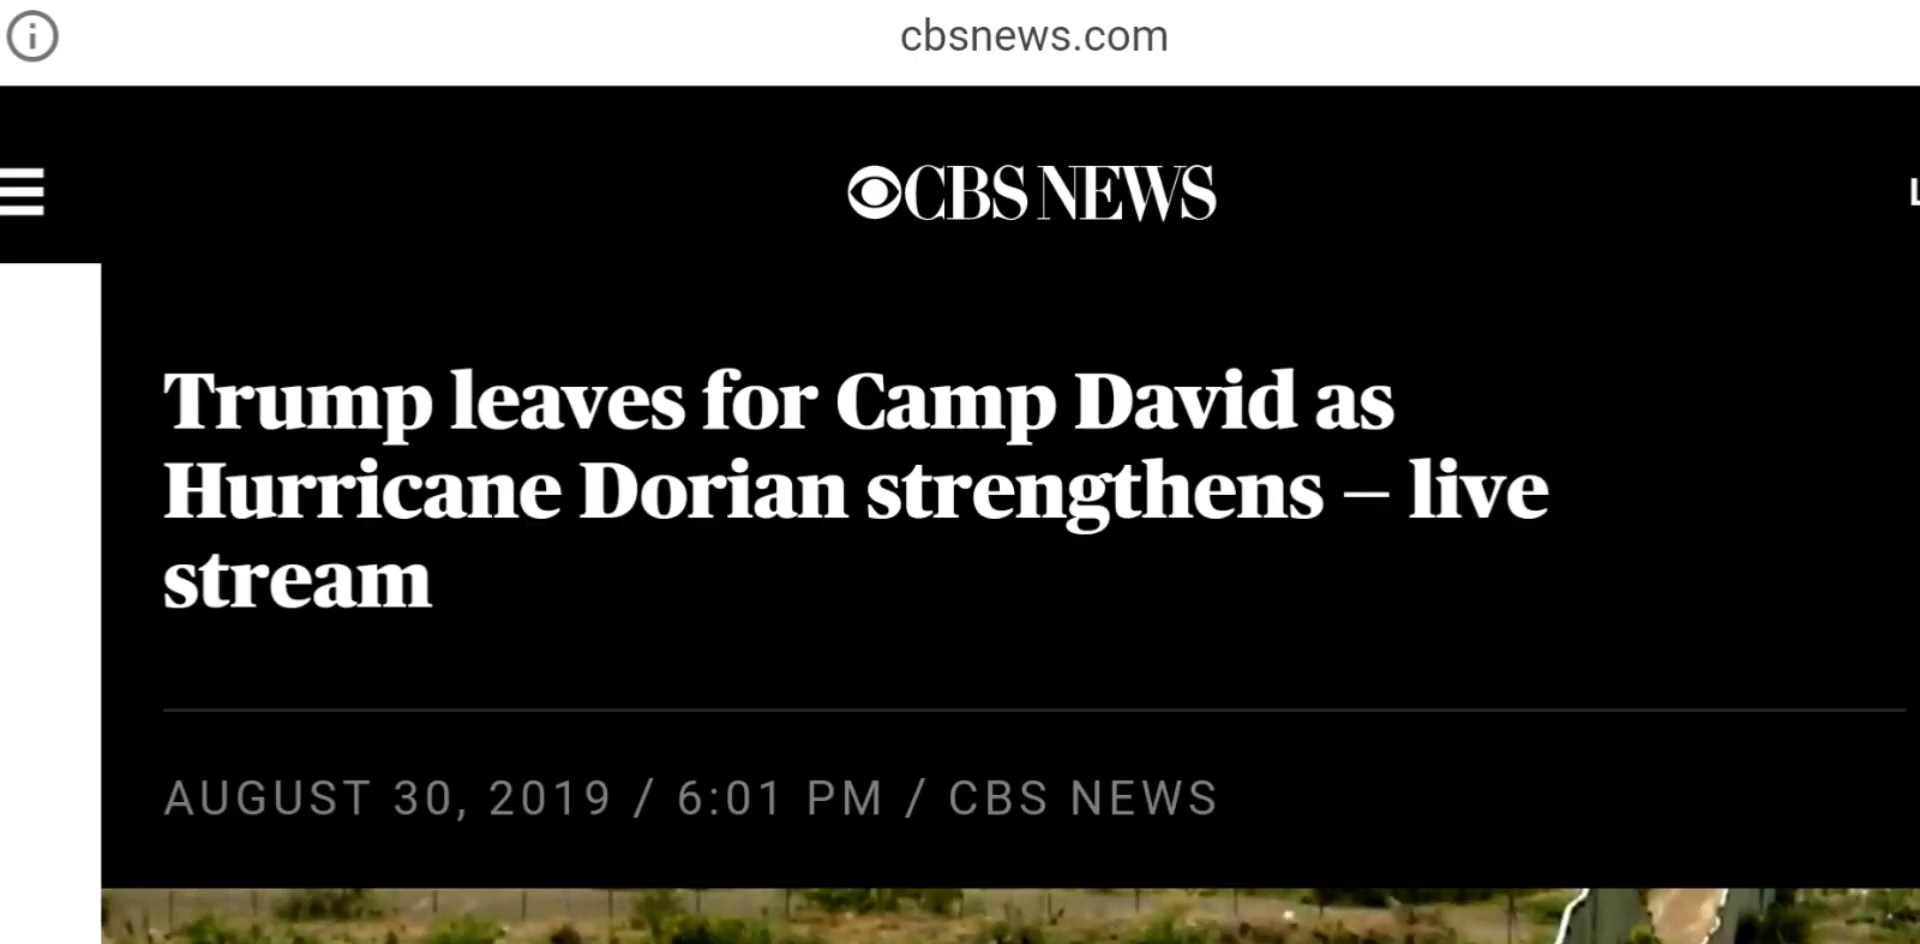 cbsnews.com
CBS NEWS
Trump leaves for Camp David as
Hurricane Dorian strengthens — live
stream
AUGUST 30, 2019 / 6:01 PM / CBS NEWS